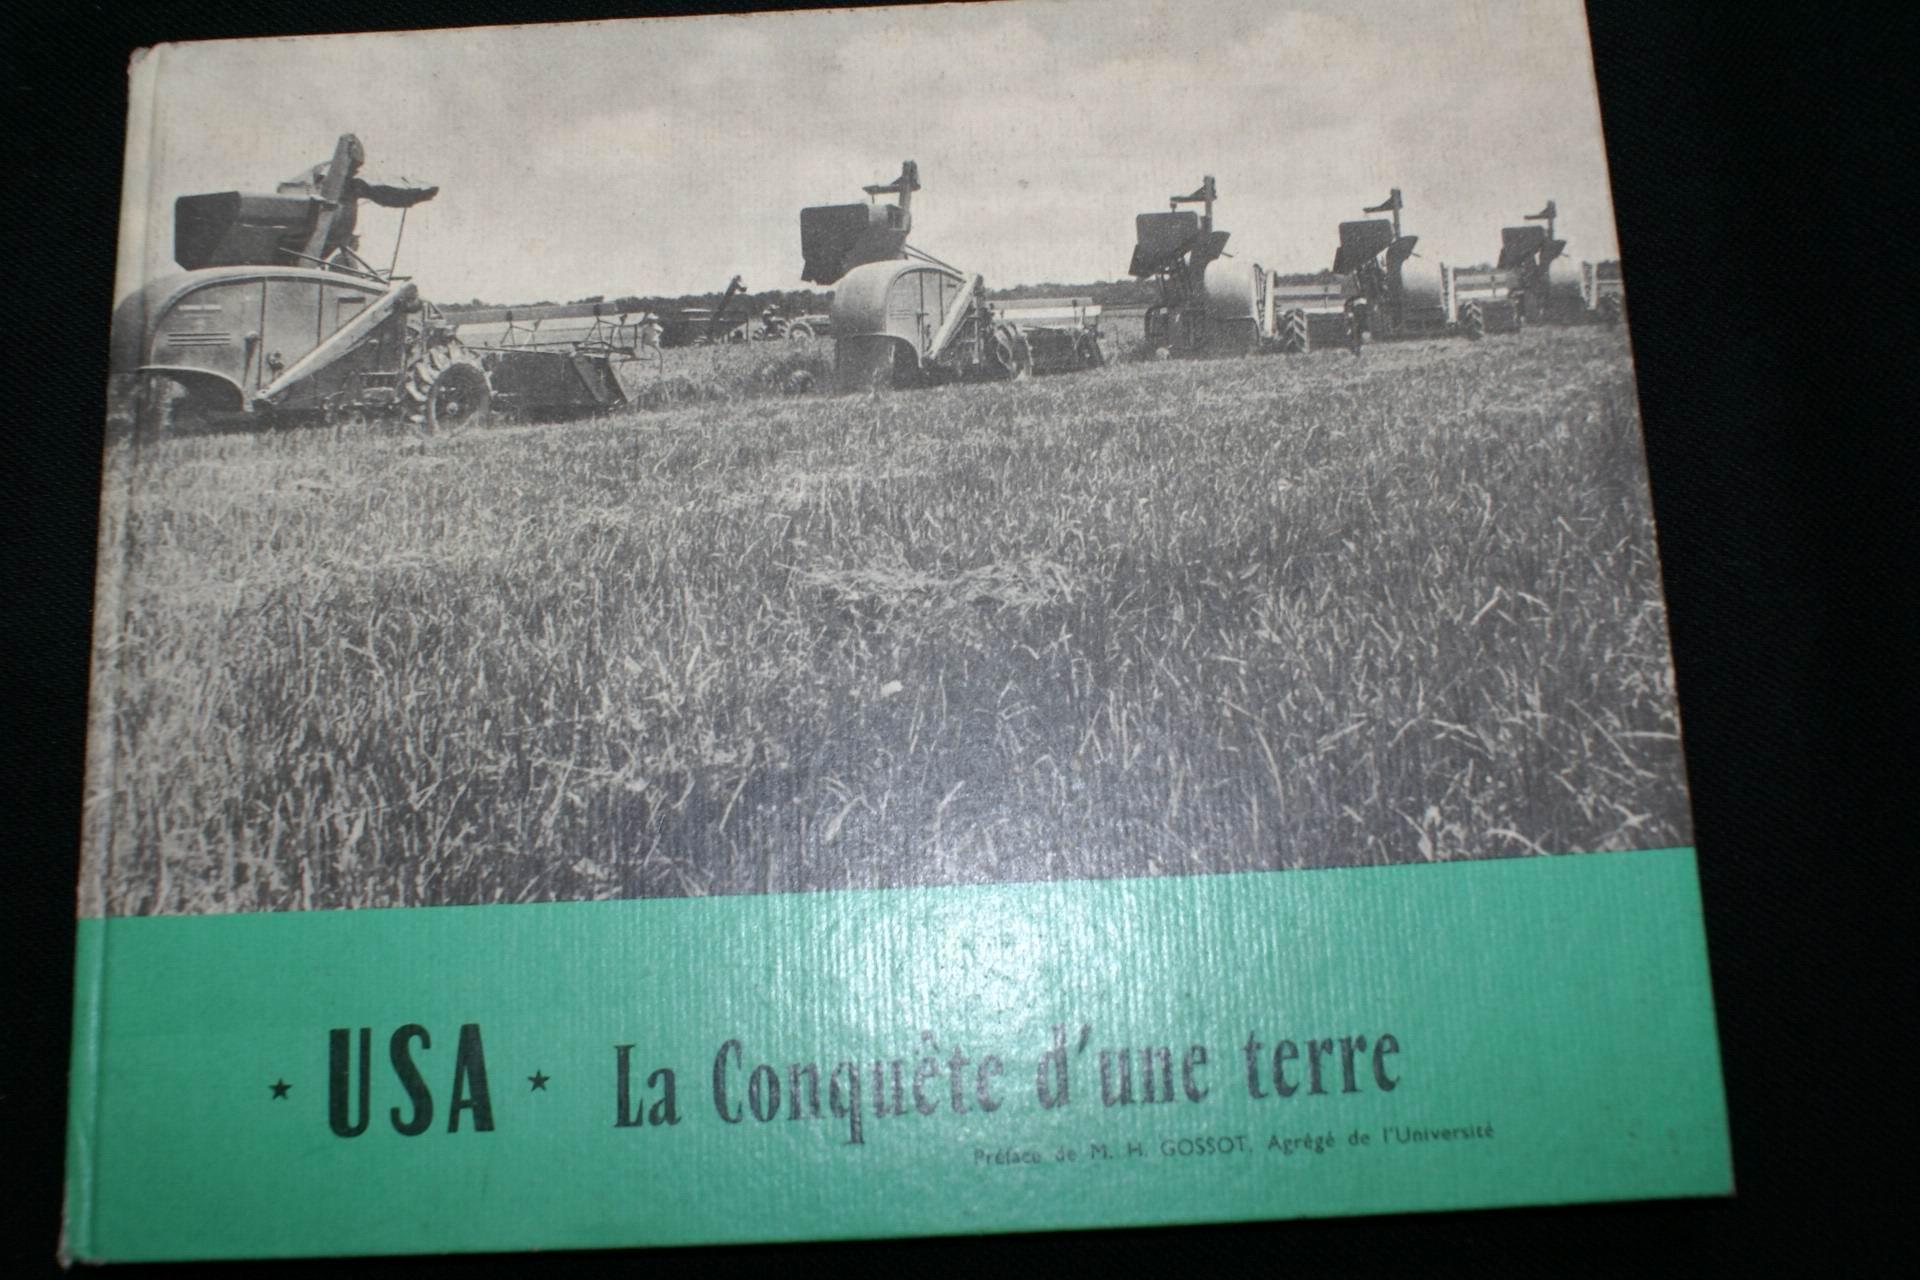 ★ USA ★ La Conquête d'une terre
Préface de M. H. GOSSOT, Agrégé de l'Université